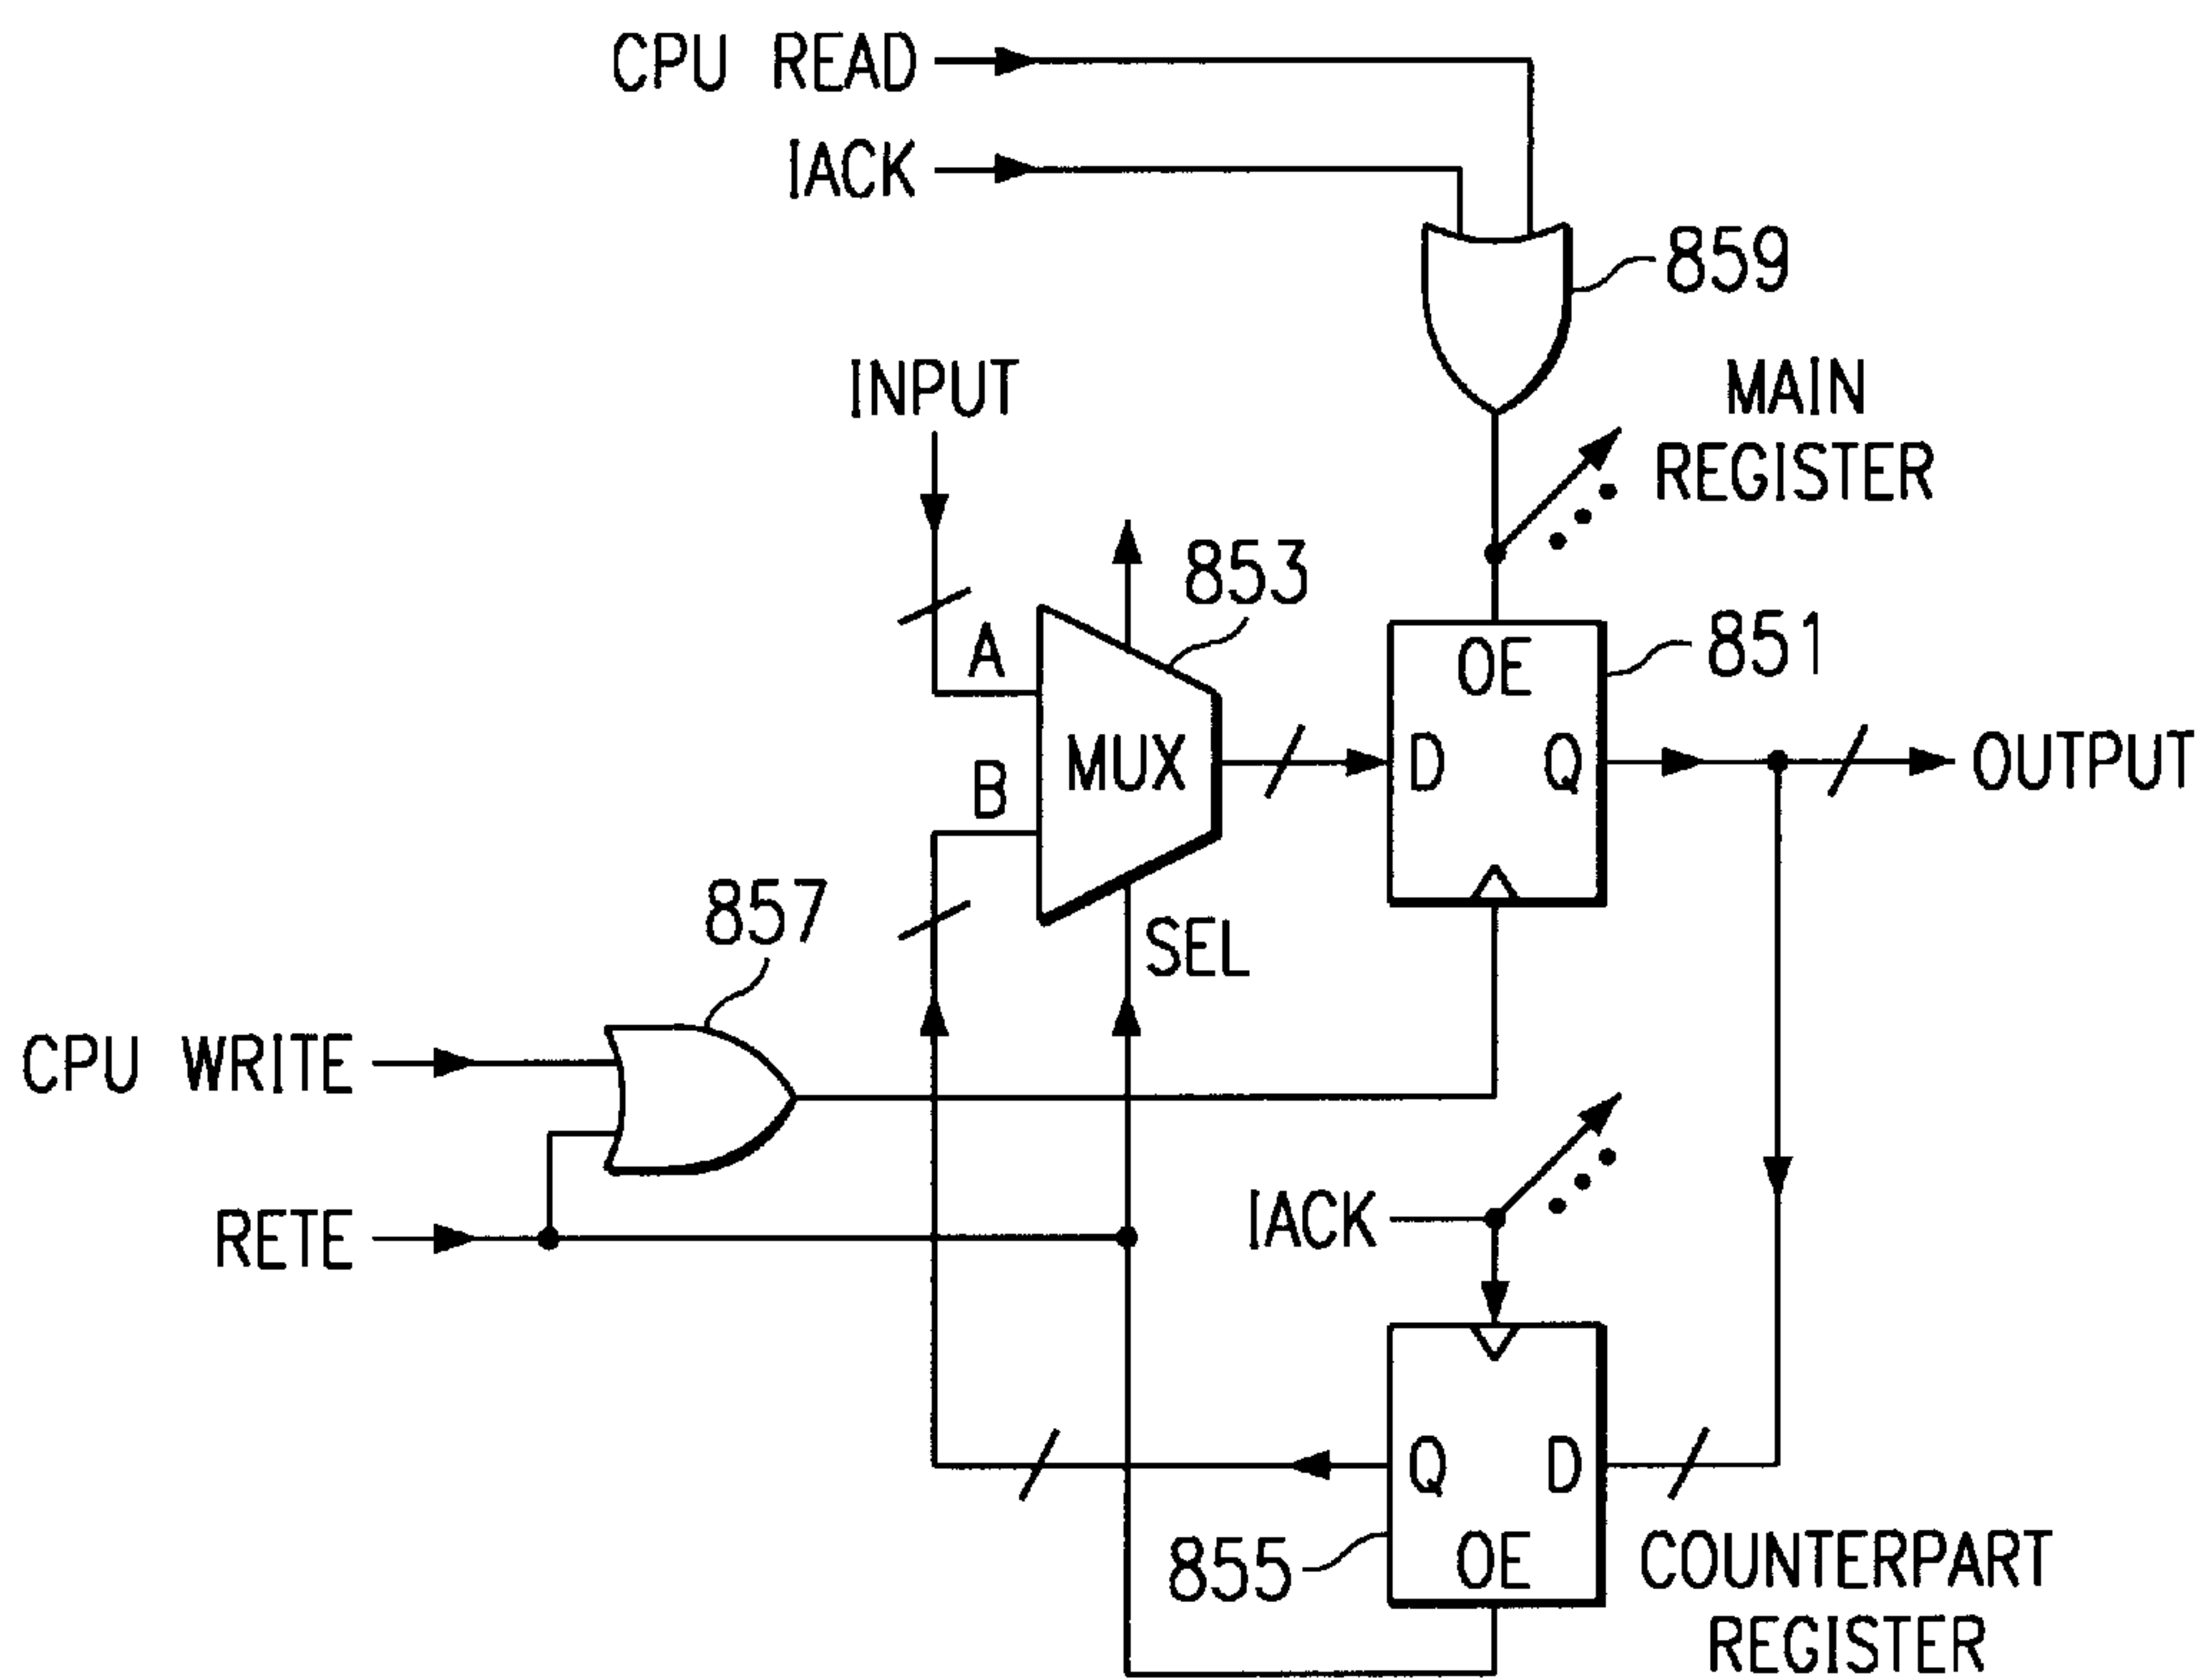 CPU READ
IACK
859
INPUT
MAIN
REGISTER
853
851
A
OE
MUX
D
Q
OUTPUT
B
857
SEL
CPU WRITE
RETE
IACK
Q
D
855
OE
COUNTERPART
REGISTER